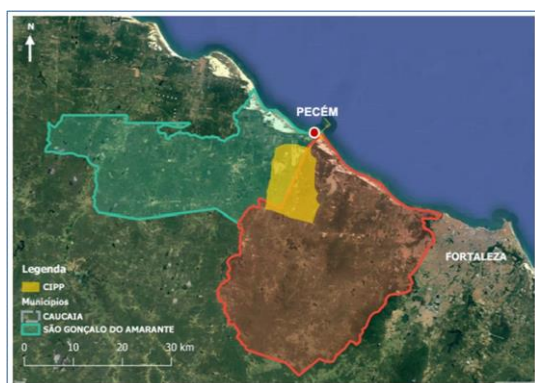 N
PECÉM
FORTALEZA
Legenda
CIPP
Municípios
CAUCAIA
SÃO GONÇALO DO AMARANTE
0 10 20 30 km